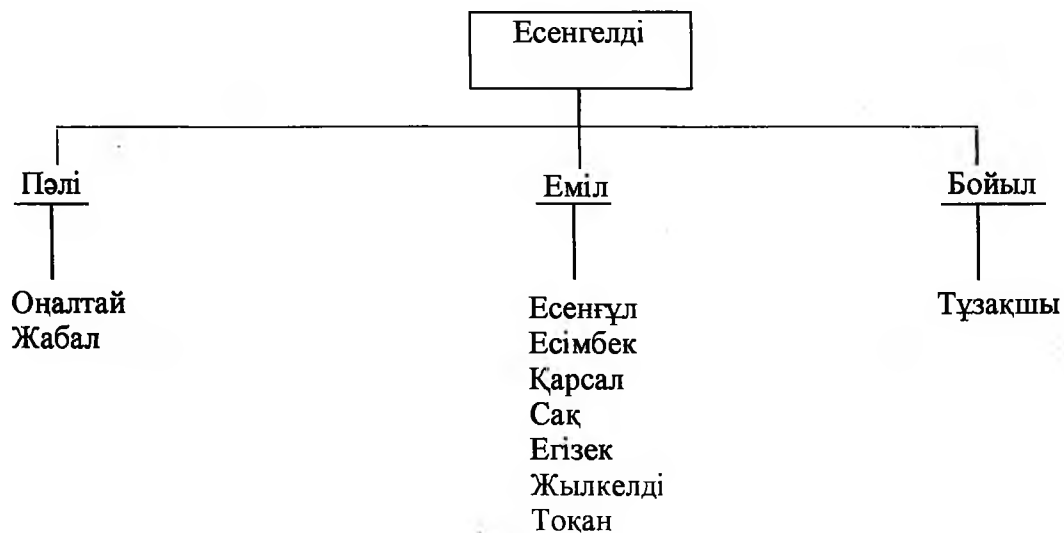 Есенгелді
Пәлі
Еміл
Бойыл
Оңалтай
Жабал
Есенғұл
Есімбек
Қарсал
Сақ
Егізек
Жылкелді
Тоқан
Тұзақшы